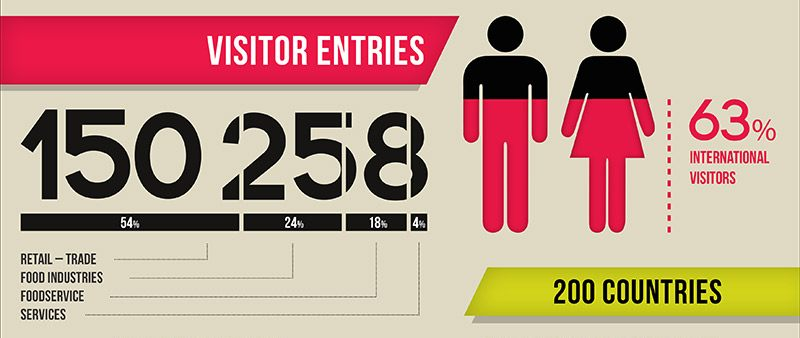 VISITOR ENTRIES
150 258
54% 24% 18% 4%
RETAIL – TRADE
FOOD INDUSTRIES
FOODSERVICE
SERVICES
63%
INTERNATIONAL
VISITORS
200 COUNTRIES